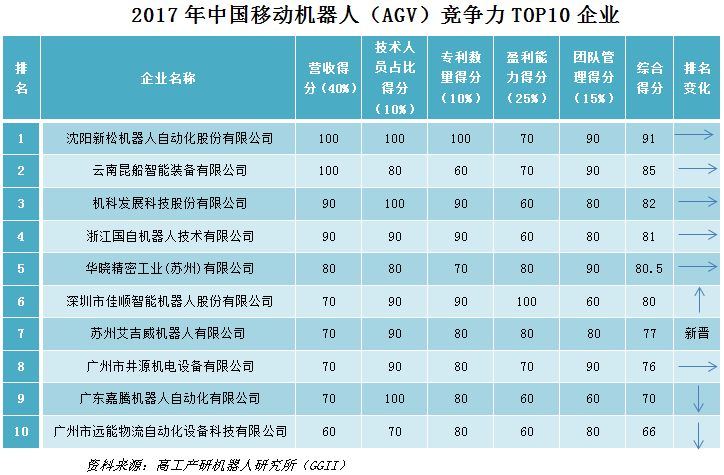 2017 年中国移动机器人（AGV）竞争力 TOP10 企业
排名 企业名称 营收得分（40%） 技术人员占比得分（10%） 专利数量得分（10%） 盈利能力得分（25%） 团队管理得分（15%） 综合得分 排名变化
1 沈阳新松机器人自动化股份有限公司 100 100 100 70 90 91
2 云南昆船智能装备有限公司 100 80 60 70 90 85
3 机科发展科技股份有限公司 90 100 90 60 80 82
4 浙江国自机器人技术有限公司 90 90 90 60 80 81
5 华晓精密工业(苏州)有限公司 80 80 70 80 90 80.5
6 深圳市佳顺智能机器人股份有限公司 70 90 90 100 60 80
7 苏州艾吉威机器人有限公司 70 90 80 80 80 77 新晋
8 广州市井源机电设备有限公司 70 90 80 70 90 76
9 广东嘉腾机器人自动化有限公司 70 100 80 60 60 70
10 广州市远能物流自动化设备科技有限公司 60 70 80 60 80 66
资料来源：高工产研机器人研究所（GGII）